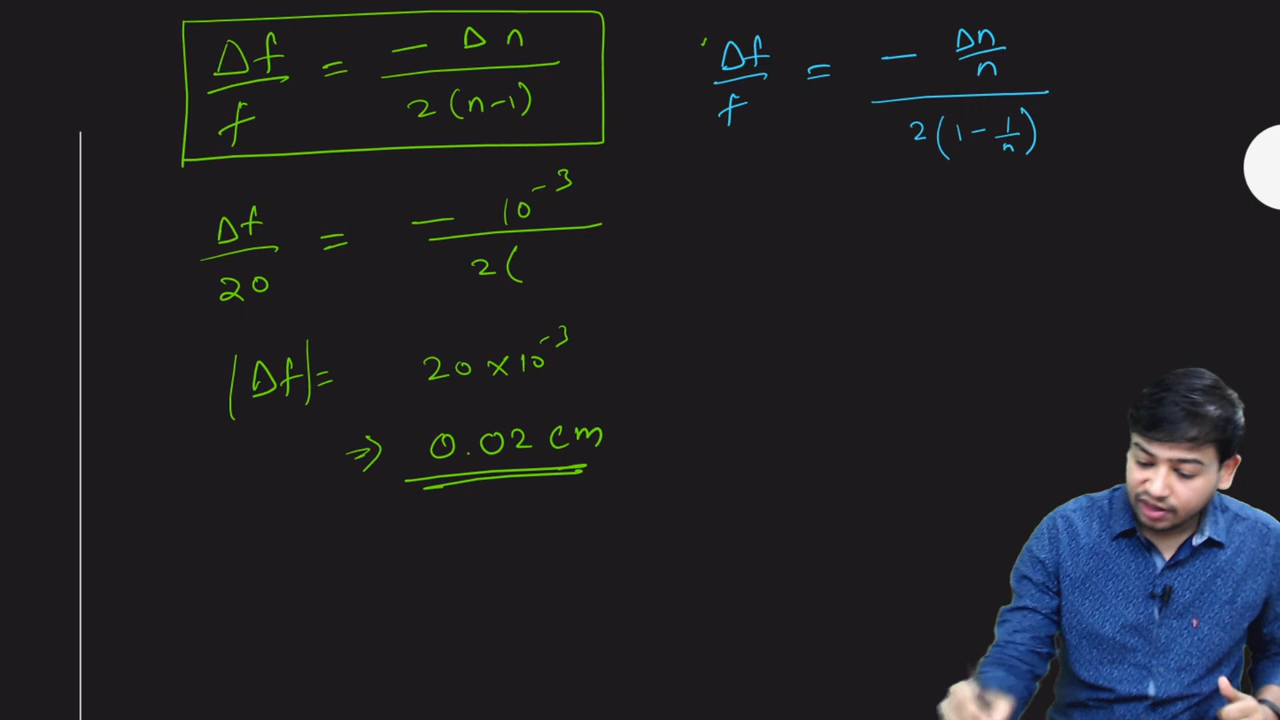 Δf/f = − Δn/2(n−1)
Δf/20 = − 10⁻³/2(
|Δf| = 20 × 10⁻³
⇒ 0.02 cm
Δf/f = − Δn/n/2(1 − 1/n)